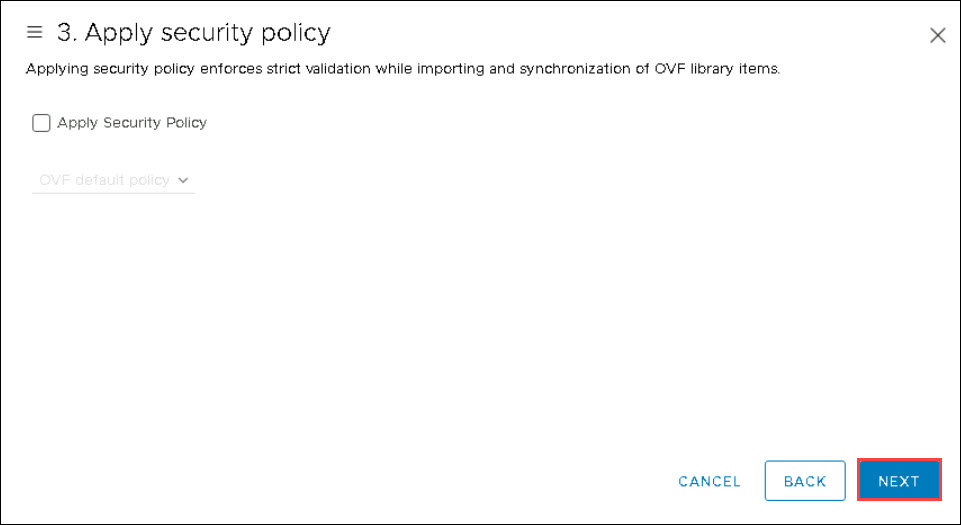 3. Apply security policy
Applying security policy enforces strict validation while importing and synchronization of OVF library items.
Apply Security Policy
OVF default policy
CANCEL BACK NEXT